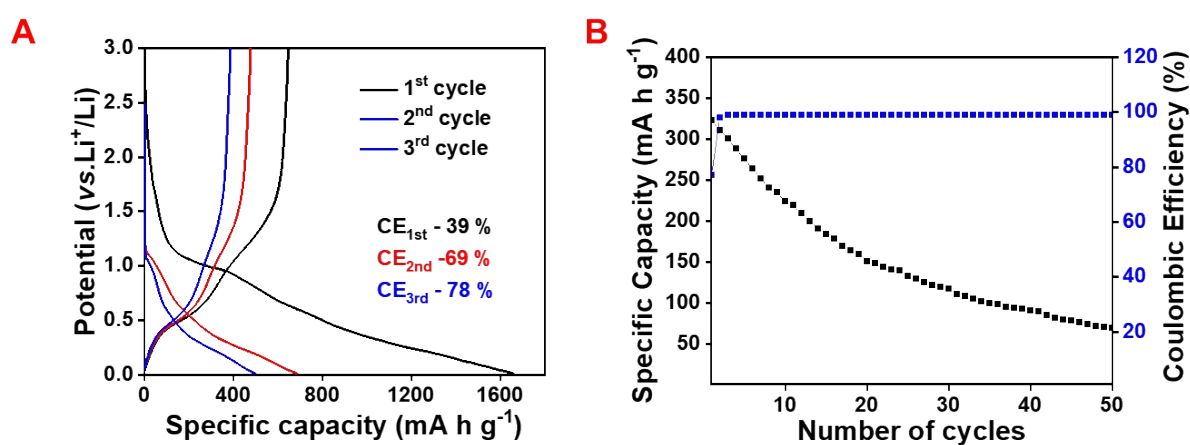 A
Potential (vs.Li⁺/Li)
3.0
2.5
2.0
1.5
1.0
0.5
0.0
1ˢᵗ cycle
2ⁿᵈ cycle
3ʳᵈ cycle
CE₁ₛₜ - 39 %
CE₂ₙd -69 %
CE₃ᵣd - 78 %
0 400 800 1200 1600
Specific capacity (mA h g⁻¹)
B
Specific Capacity (mA h g⁻¹)
400
350
300
250
200
150
100
50
120
100
80
60
40
20
Coulombic Efficiency (%)
10 20 30 40 50
Number of cycles